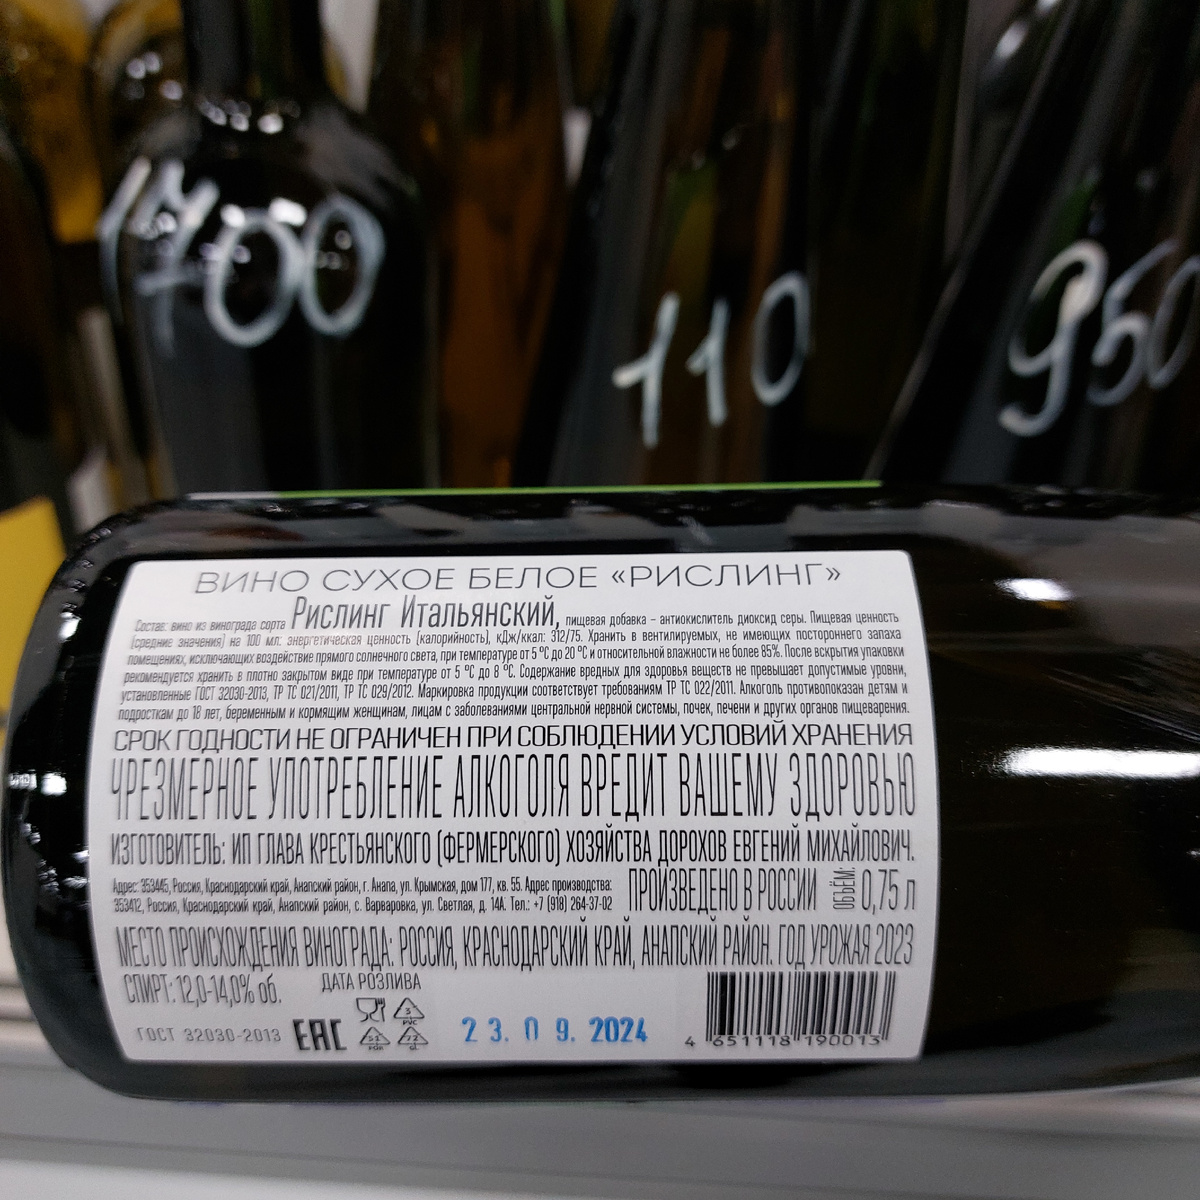 1700
110
950
ВИНО СУХОЕ БЕЛОЕ «РИСЛИНГ»
Состав: вино из винограда сорта Рислинг Итальянский, пищевая добавка – антиокислитель диоксид серы. Пищевая ценность
(средние значения) на 100 мл: энергетическая ценность (калорийность), кДж/ккал: 312/75. Хранить в вентилируемых, не имеющих постороннего запаха
помещениях, исключающих воздействие прямого солнечного света, при температуре от 5 °С до 20 °С и относительной влажности не более 85%. После вскрытия упаковки
рекомендуется хранить в плотно закрытом виде при температуре от 5 °С до 8 °С. Содержание вредных для здоровья веществ не превышает допустимые уровни,
установленные ГОСТ 32030-2013, ТР ТС 021/2011, ТР ТС 029/2012. Маркировка продукции соответствует требованиям ТР ТС 022/2011. Алкоголь противопоказан детям и
подросткам до 18 лет, беременным и кормящим женщинам, лицам с заболеваниями центральной нервной системы, почек, печени и других органов пищеварения.
СРОК ГОДНОСТИ НЕ ОГРАНИЧЕН ПРИ СОБЛЮДЕНИИ УСЛОВИЙ ХРАНЕНИЯ
ЧРЕЗМЕРНОЕ УПОТРЕБЛЕНИЕ АЛКОГОЛЯ ВРЕДИТ ВАШЕМУ ЗДОРОВЬЮ
ИЗГОТОВИТЕЛЬ: ИП ГЛАВА КРЕСТЬЯНСКОГО (ФЕРМЕРСКОГО) ХОЗЯЙСТВА ДОРОХОВ ЕВГЕНИЙ МИХАЙЛОВИЧ.
Адрес: 353445, Россия, Краснодарский край, Анапский район, г. Анапа, ул. Крымская, дом 177, кв. 55. Адрес производства:
353412, Россия, Краснодарский край, Анапский район, с. Варваровка, ул. Светлая, д. 14А. Тел.: +7 (918) 264-37-02
ПРОИЗВЕДЕНО В РОССИИ ОБЪЁМ: 0,75 л
МЕСТО ПРОИСХОЖДЕНИЯ ВИНОГРАДА: РОССИЯ, КРАСНОДАРСКИЙ КРАЙ, АНАПСКИЙ РАЙОН. ГОД УРОЖАЯ 2023
СПИРТ: 12,0-14,0% об. ДАТА РОЗЛИВА
ГОСТ 32030-2013 EAC
3
PVC
51
FOR
72
GL
23.09.2024
4 651118 190013